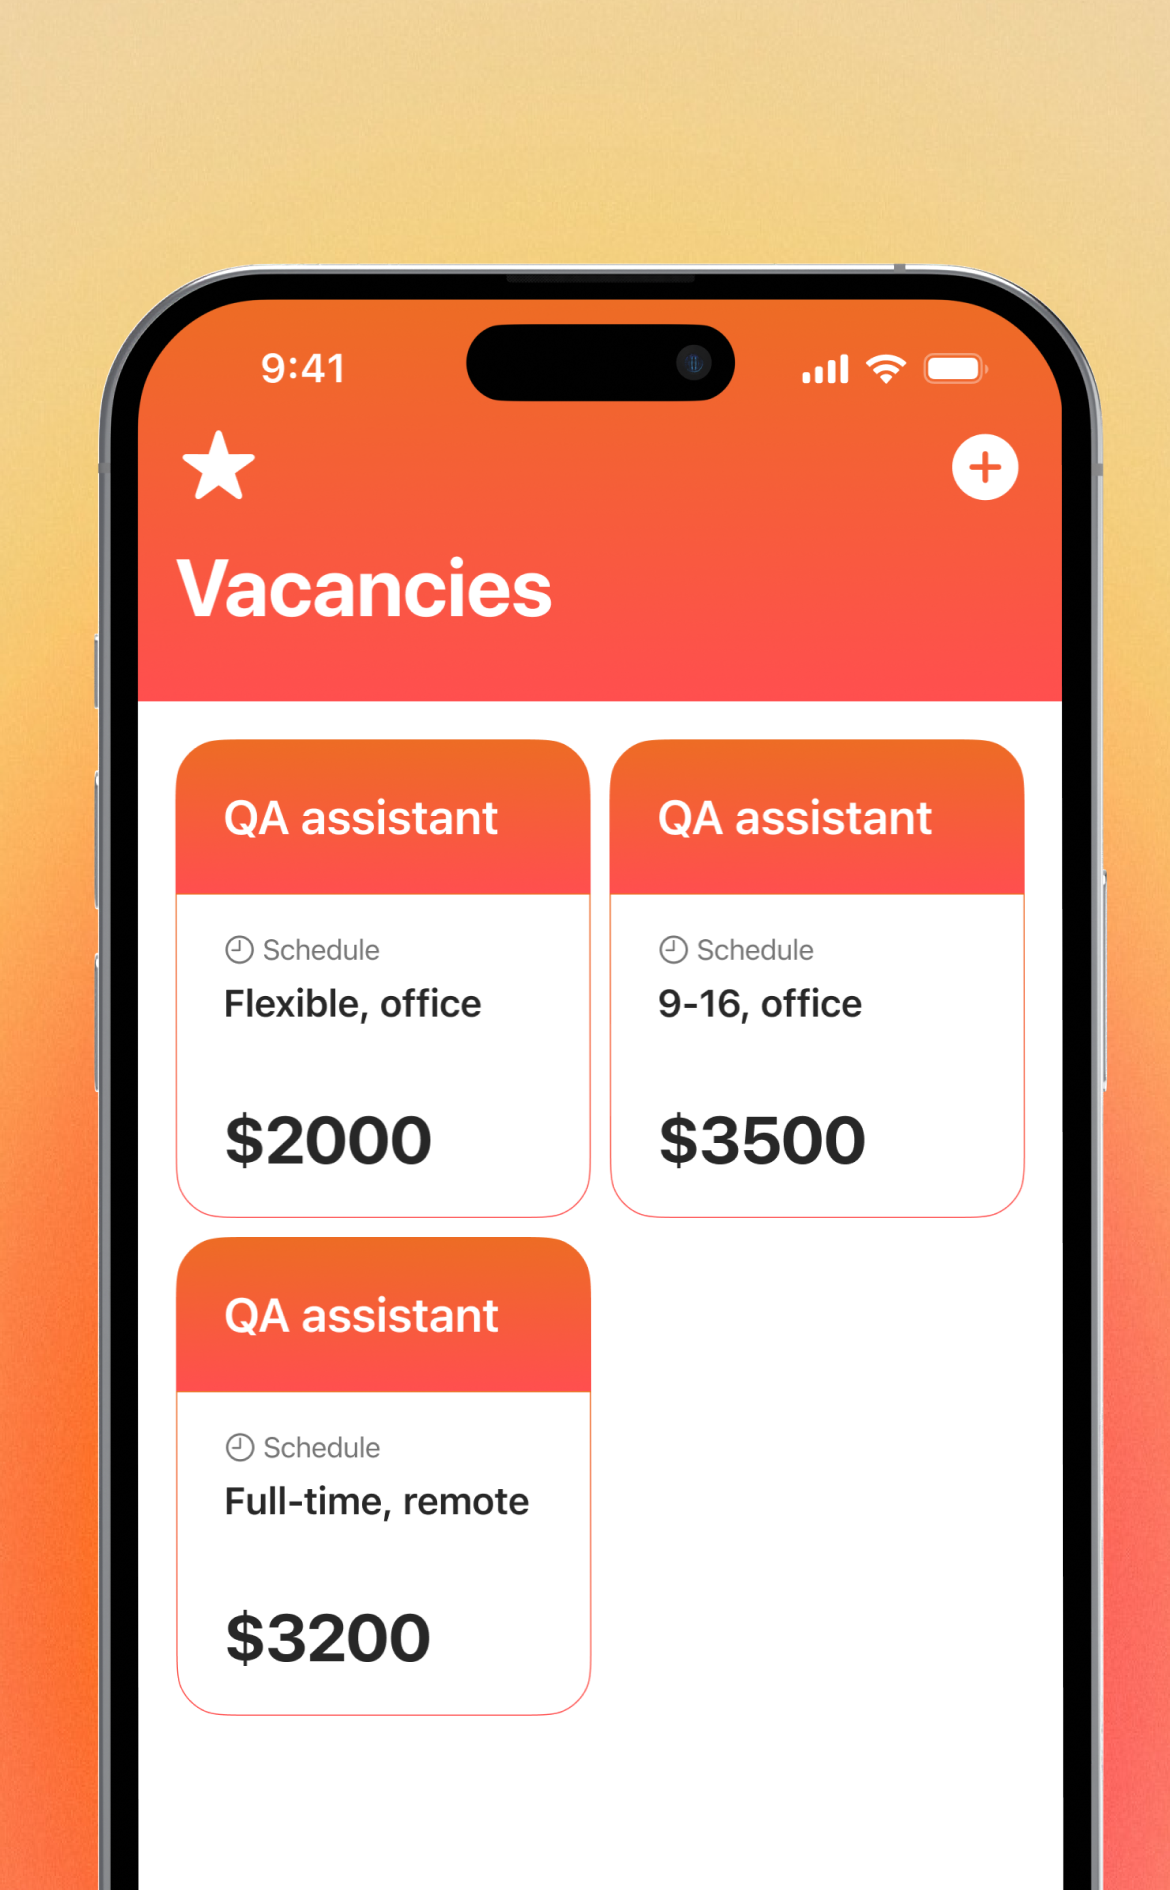 9:41
Vacancies
QA assistant
Schedule
Flexible, office
$2000
QA assistant
Schedule
9-16, office
$3500
QA assistant
Schedule
Full-time, remote
$3200